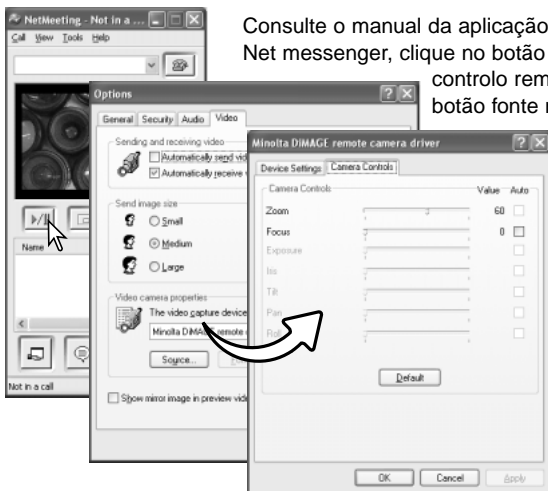 NetMeeting - Not in a ...
Call View Tools Help
Consulte o manual da aplicação
Net messenger, clique no botão
controlo rem
botão fonte r
Name
Not in a call
Options
General Security Audio Video
Sending and receiving video
Automatically send vid
Automatically receive
Send image size
Small
Medium
Large
Video camera properties
The video capture device
Minolta DiMAGE remote
Source...
Show mirror image in preview vid
Minolta DiMAGE remote camera driver
Device Settings Camera Controls
Camera Controls
Value Auto
Zoom 60
Focus 0
Exposure
Iris
Tilt
Pan
Roll
Default
OK Cancel Apply